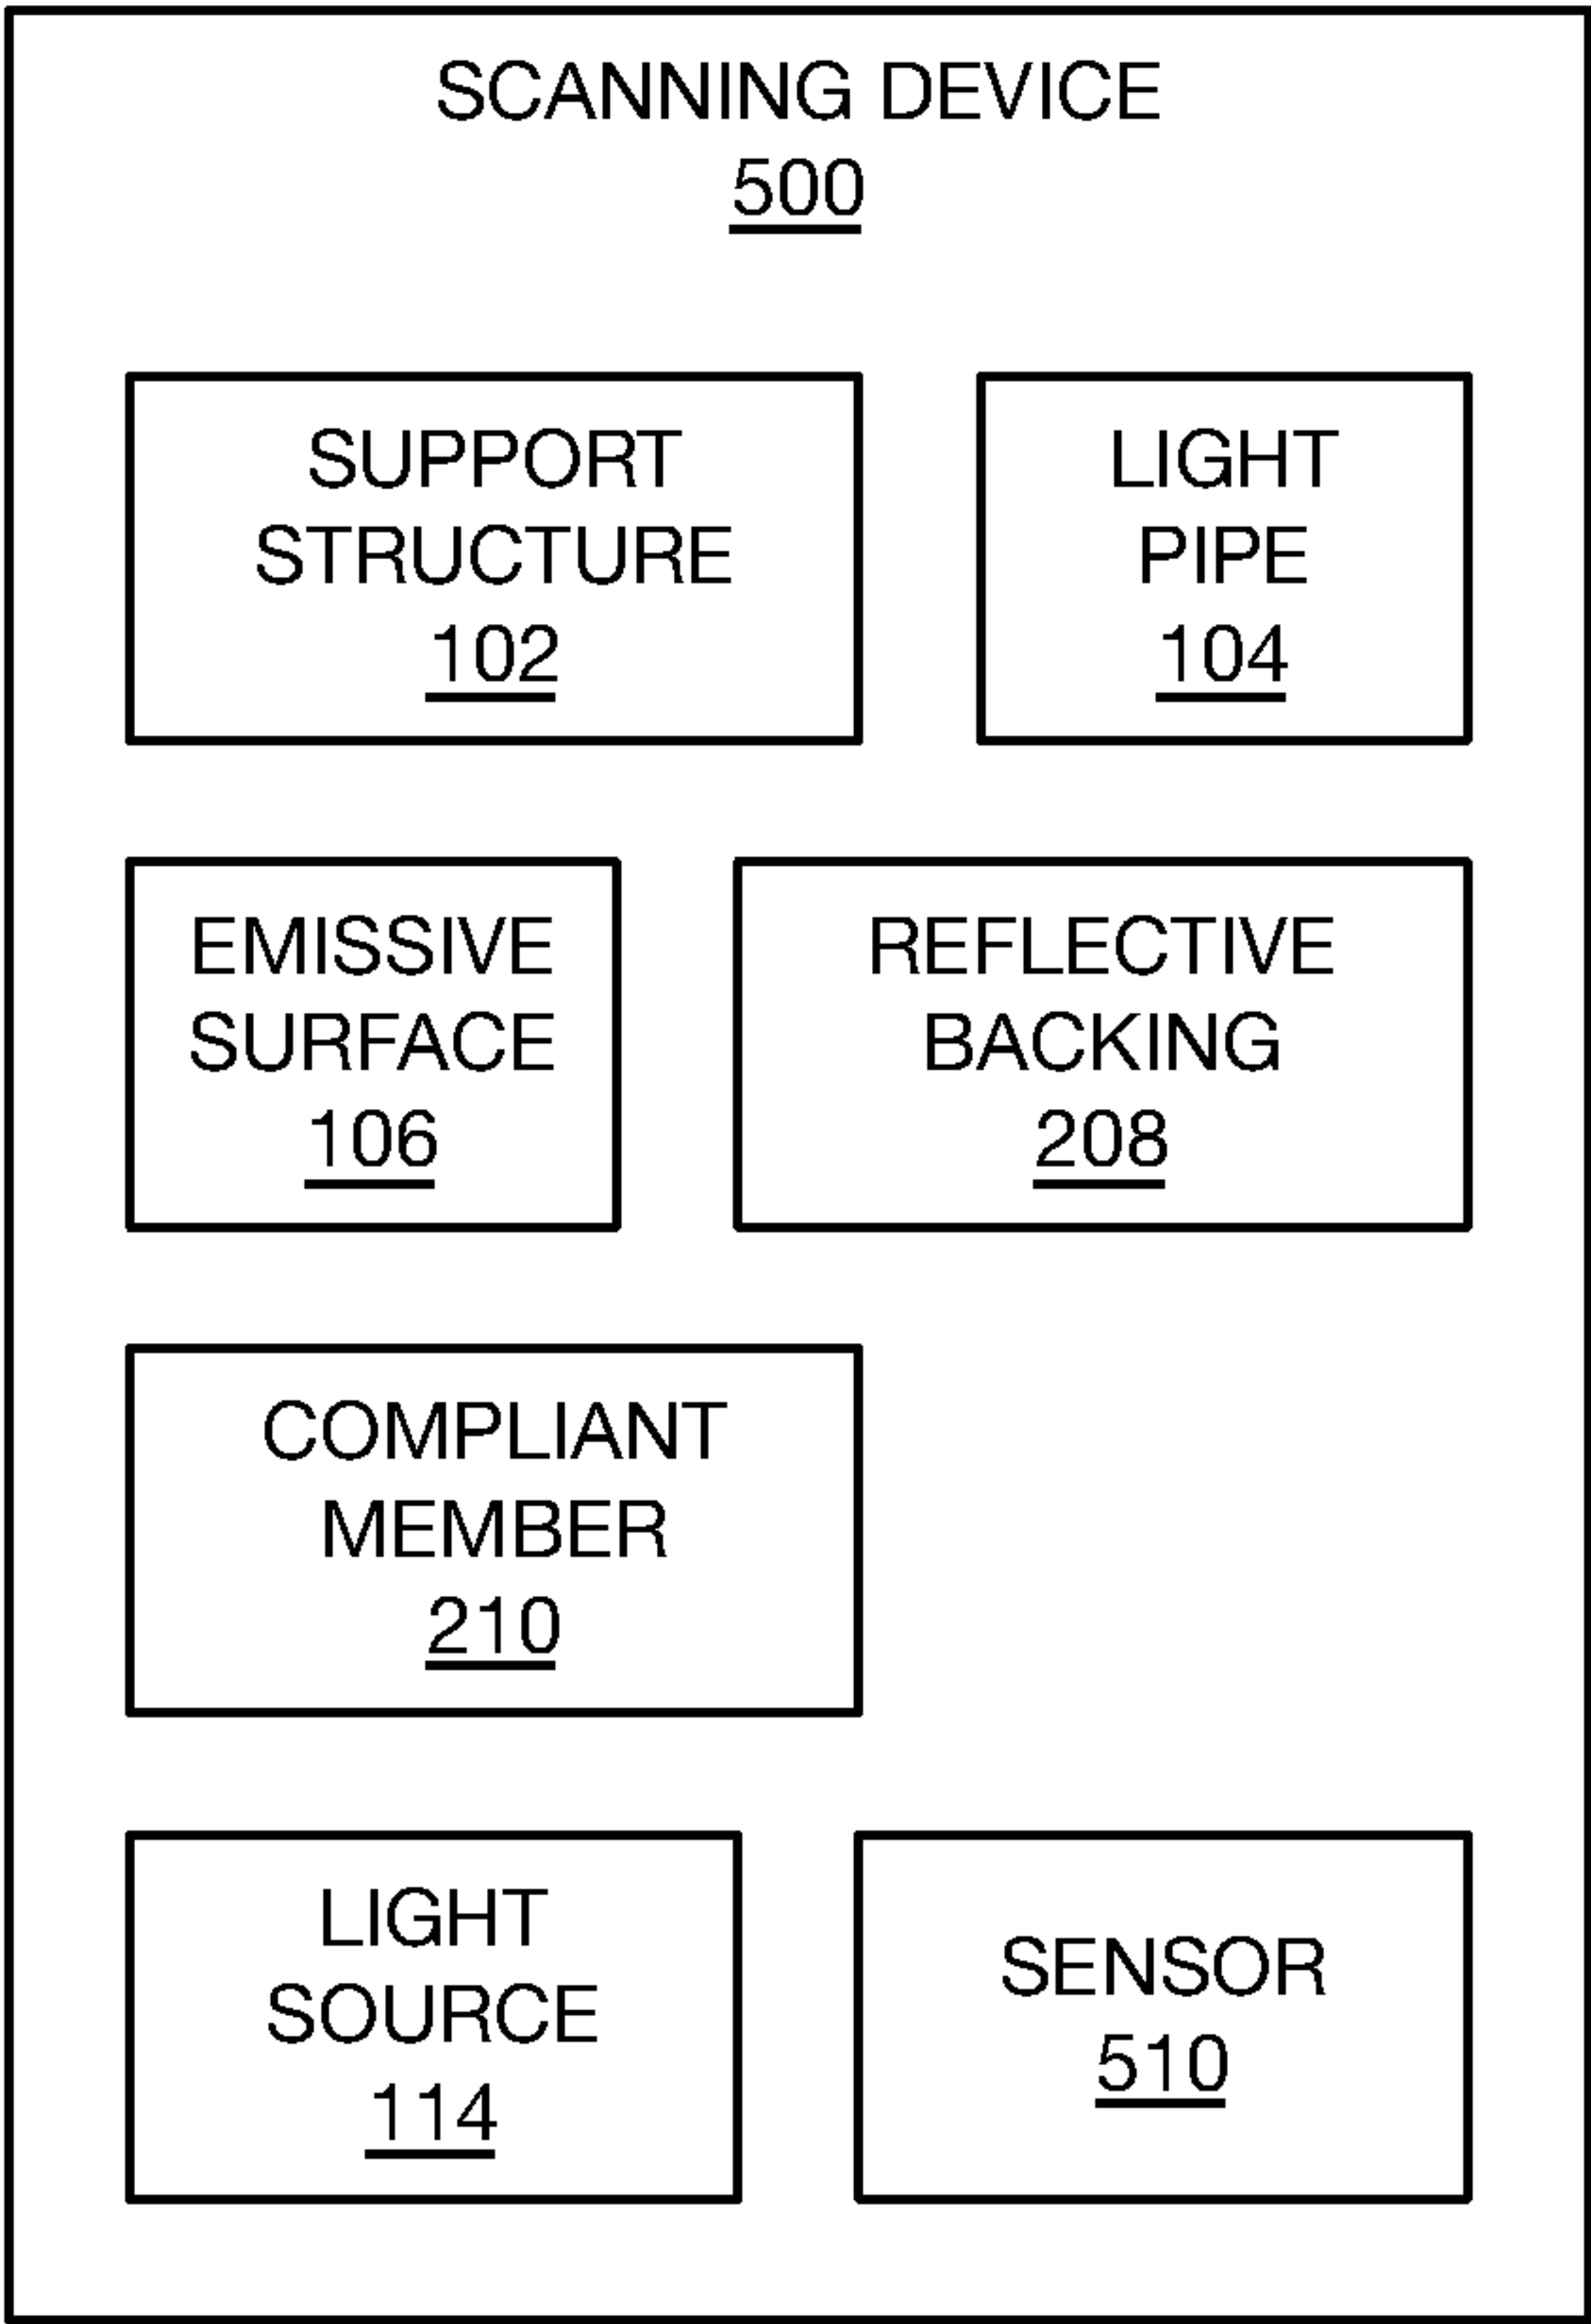 SCANNING DEVICE
500
SUPPORT
STRUCTURE
102
LIGHT
PIPE
104
EMISSIVE
SURFACE
106
REFLECTIVE
BACKING
208
COMPLIANT
MEMBER
210
LIGHT
SOURCE
114
SENSOR
510